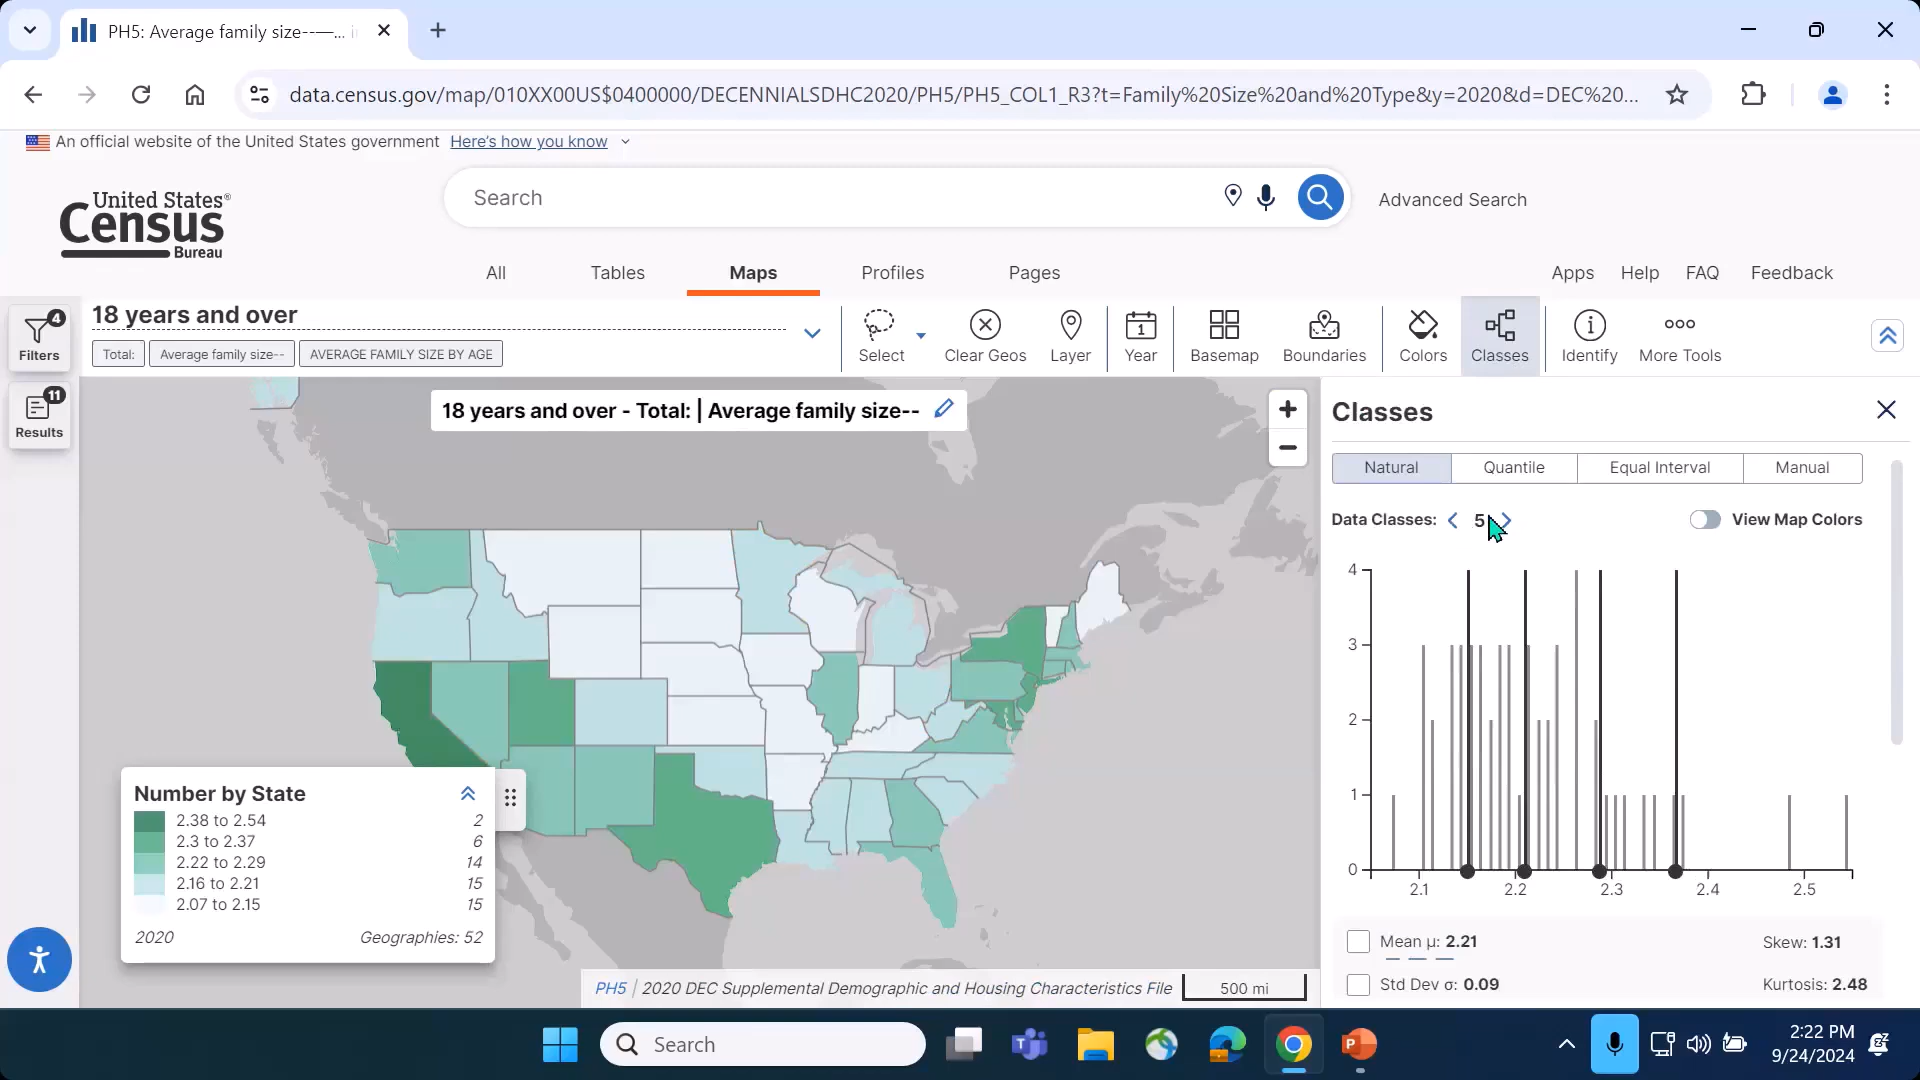 PH5: Average family size--—... in
data.census.gov/map/010XX00US$0400000/DECENNIALSDHC2020/PH5/PH5_COL1_R3?t=Family%20Size%20and%20Type&y=2020&d=DEC%20...
An official website of the United States government Here's how you know
United States®
Census
Bureau
Search
Advanced Search
All Tables Maps Profiles Pages Apps Help FAQ Feedback
4
Filters
11
Results
18 years and over
Total: Average family size-- AVERAGE FAMILY SIZE BY AGE
Select Clear Geos Layer
1
Year Basemap Boundaries Colors Classes Identify More Tools
18 years and over - Total: | Average family size--
+
−
Number by State
2.38 to 2.54 2
2.3 to 2.37 6
2.22 to 2.29 14
2.16 to 2.21 15
2.07 to 2.15 15
2020 Geographies: 52
PH5 | 2020 DEC Supplemental Demographic and Housing Characteristics File 500 mi
Classes
Natural Quantile Equal Interval Manual
Data Classes: 5 View Map Colors
4
3
2
1
0
2.1 2.2 2.3 2.4 2.5
Mean μ: 2.21 Skew: 1.31
Std Dev σ: 0.09 Kurtosis: 2.48
Search
2:22 PM
9/24/2024